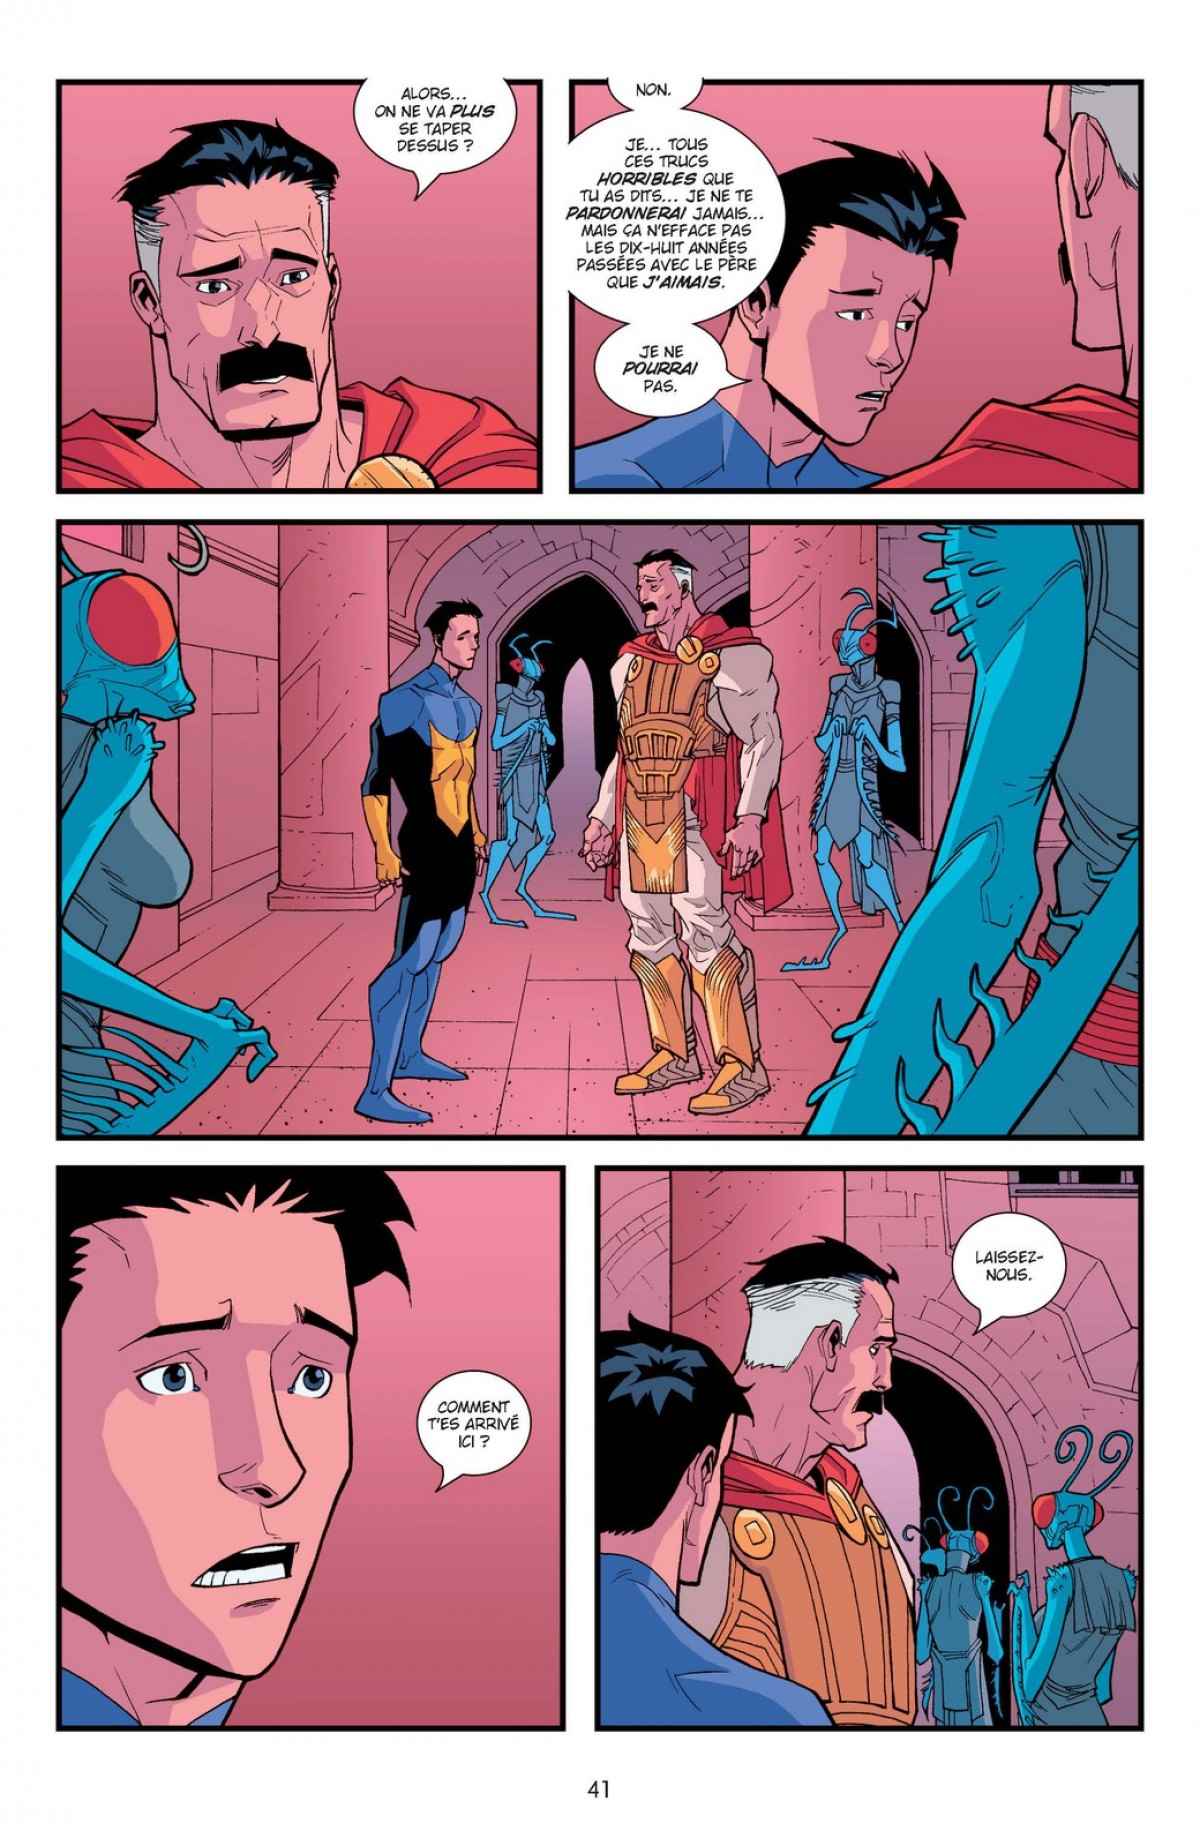 ALORS...
ON NE VA PLUS
SE TAPER
DESSUS ?
NON.
JE... TOUS
CES TRUCS
HORRIBLES QUE
TU AS DITS... JE NE TE
PARDONNERAI JAMAIS...
MAIS ÇA N'EFFACE PAS
LES DIX-HUIT ANNÉES
PASSÉES AVEC LE PÈRE
QUE J'AIMAIS.
JE NE
POURRAI
PAS.
COMMENT
T'ES ARRIVÉ
ICI ?
LAISSEZ-
NOUS.
41